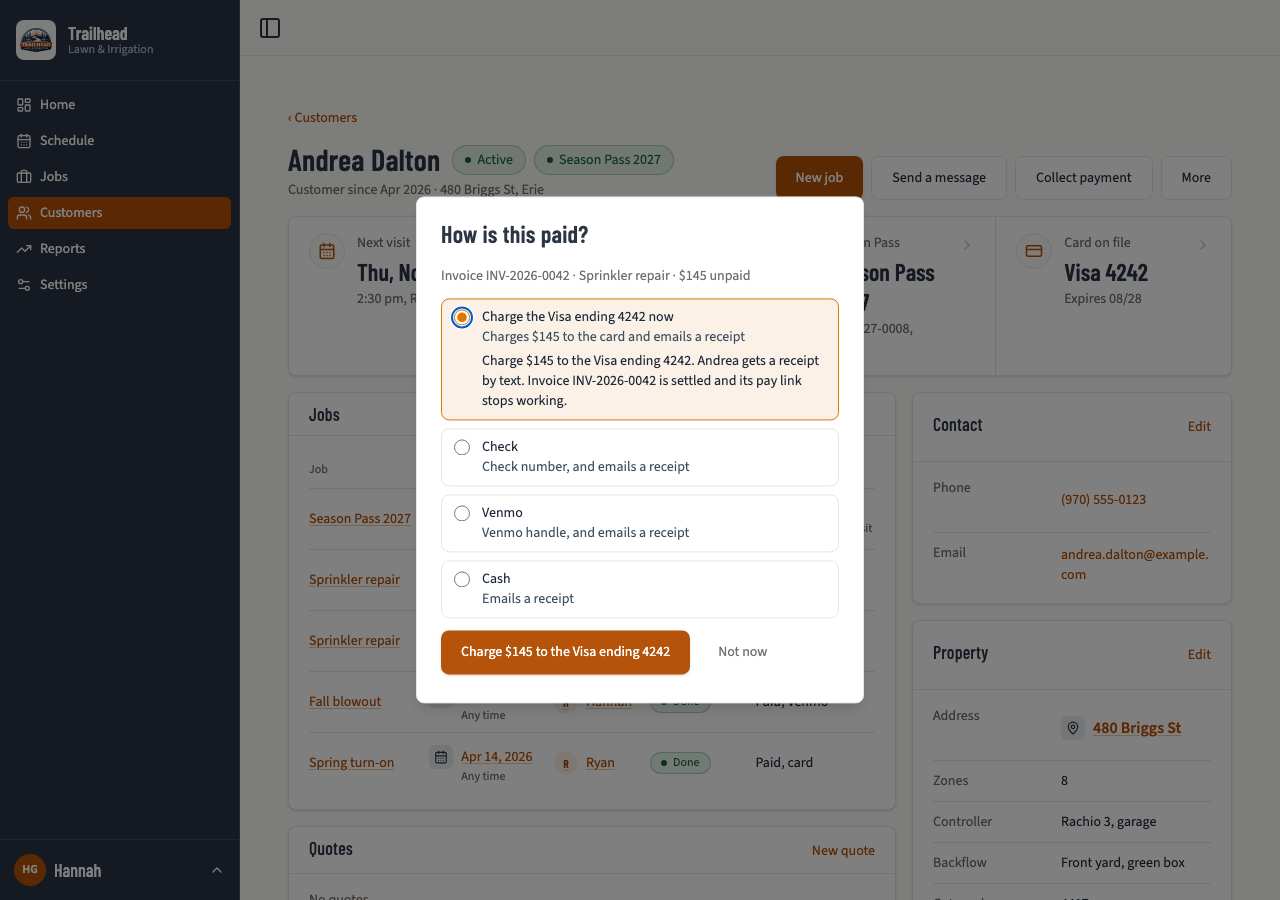 Trailhead
Lawn & Irrigation
Home
Schedule
Jobs
Customers
Reports
Settings
HG Hannah
‹ Customers
Andrea Dalton
Active
Season Pass 2027
Customer since Apr 2026 · 480 Briggs St, Erie
New job
Send a message
Collect payment
More
Next visit
Thu,
2:30 pm,
Pass
Pass
27-0008,
Card on file
Visa 4242
Expires 08/28
How is this paid?
Invoice INV-2026-0042 · Sprinkler repair · $145 unpaid
Charge the Visa ending 4242 now
Charges $145 to the card and emails a receipt
Charge $145 to the Visa ending 4242. Andrea gets a receipt
by text. Invoice INV-2026-0042 is settled and its pay link
stops working.
Check
Check number, and emails a receipt
Venmo
Venmo handle, and emails a receipt
Cash
Emails a receipt
Charge $145 to the Visa ending 4242
Not now
Jobs
Job
Season Pass 2027
Sprinkler repair
Sprinkler repair
Fall blowout
Any time
Spring turn-on
Apr 14, 2026
Any time
R Ryan
Done
Paid, card
Quotes
New quote
No quotes
Contact
Edit
Phone
(970) 555-0123
Email
andrea.dalton@example.
com
Property
Edit
Address
480 Briggs St
Zones
8
Controller
Rachio 3, garage
Backflow
Front yard, green box